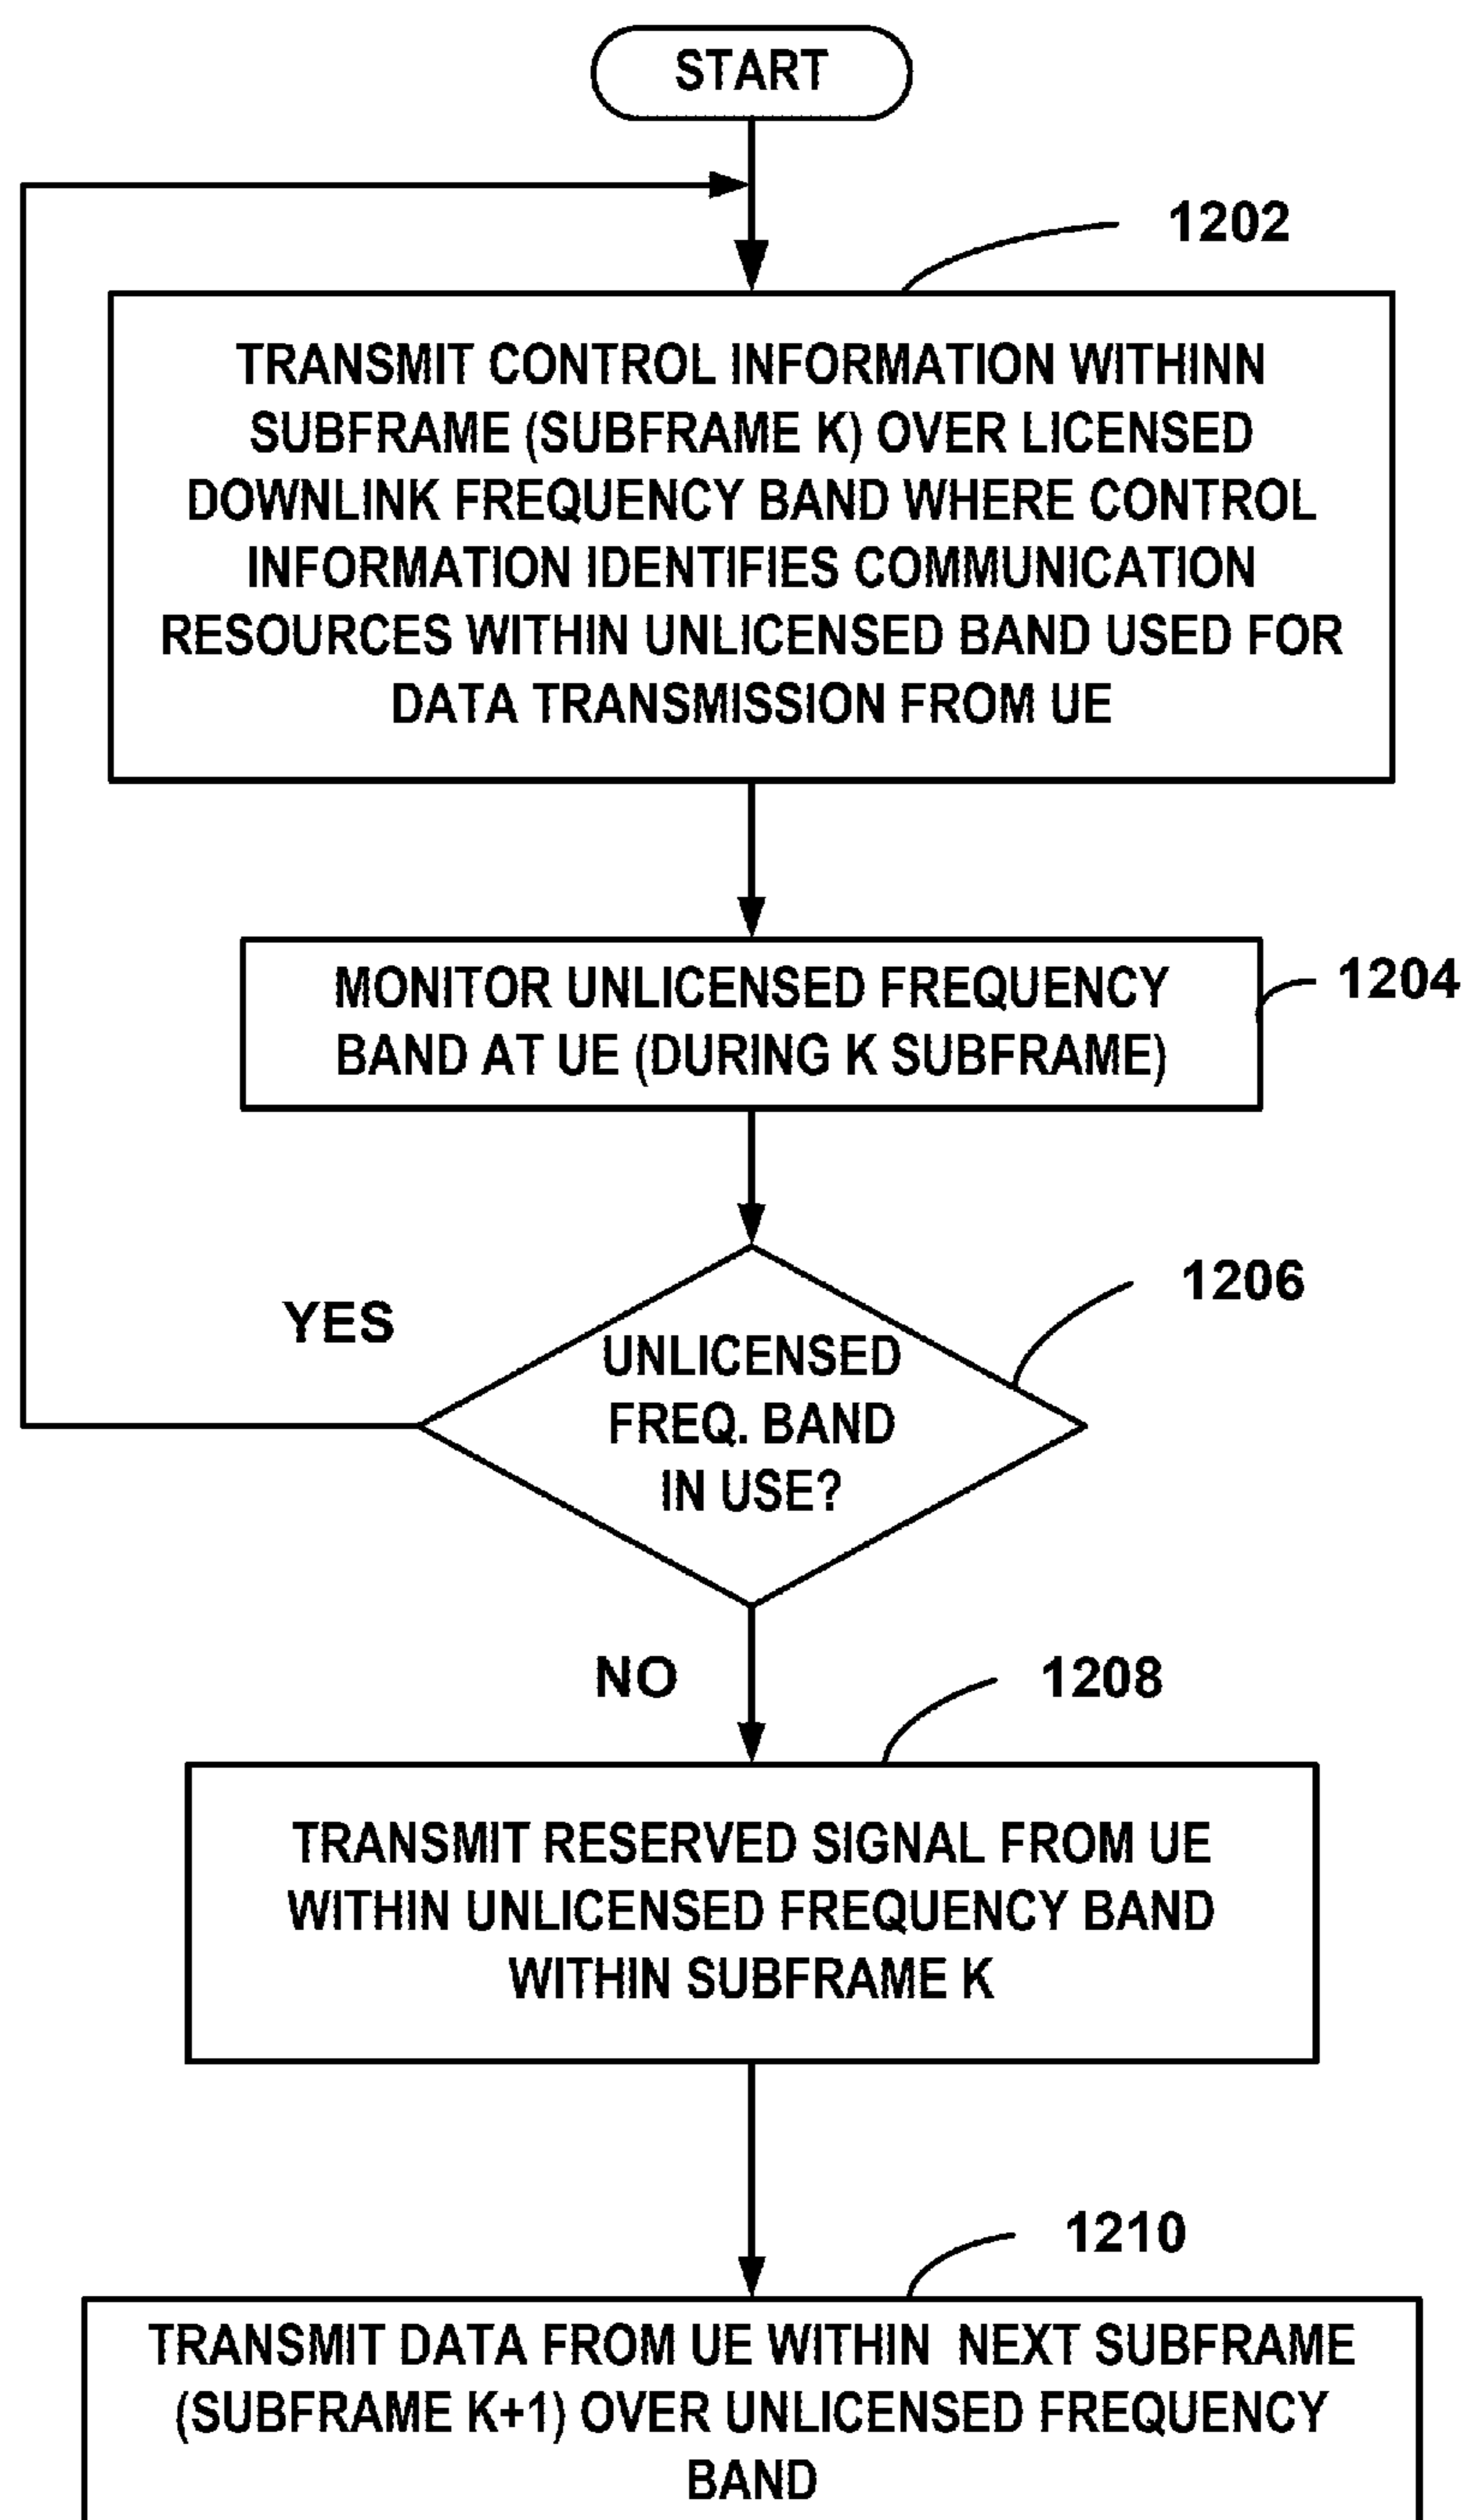 START
1202
TRANSMIT CONTROL INFORMATION WITHINN
SUBFRAME (SUBFRAME K) OVER LICENSED
DOWNLINK FREQUENCY BAND WHERE CONTROL
INFORMATION IDENTIFIES COMMUNICATION
RESOURCES WITHIN UNLICENSED BAND USED FOR
DATA TRANSMISSION FROM UE
1204
MONITOR UNLICENSED FREQUENCY
BAND AT UE (DURING K SUBFRAME)
1206
YES
UNLICENSED
FREQ. BAND
IN USE?
NO
1208
TRANSMIT RESERVED SIGNAL FROM UE
WITHIN UNLICENSED FREQUENCY BAND
WITHIN SUBFRAME K
1210
TRANSMIT DATA FROM UE WITHIN NEXT SUBFRAME
(SUBFRAME K+1) OVER UNLICENSED FREQUENCY
BAND